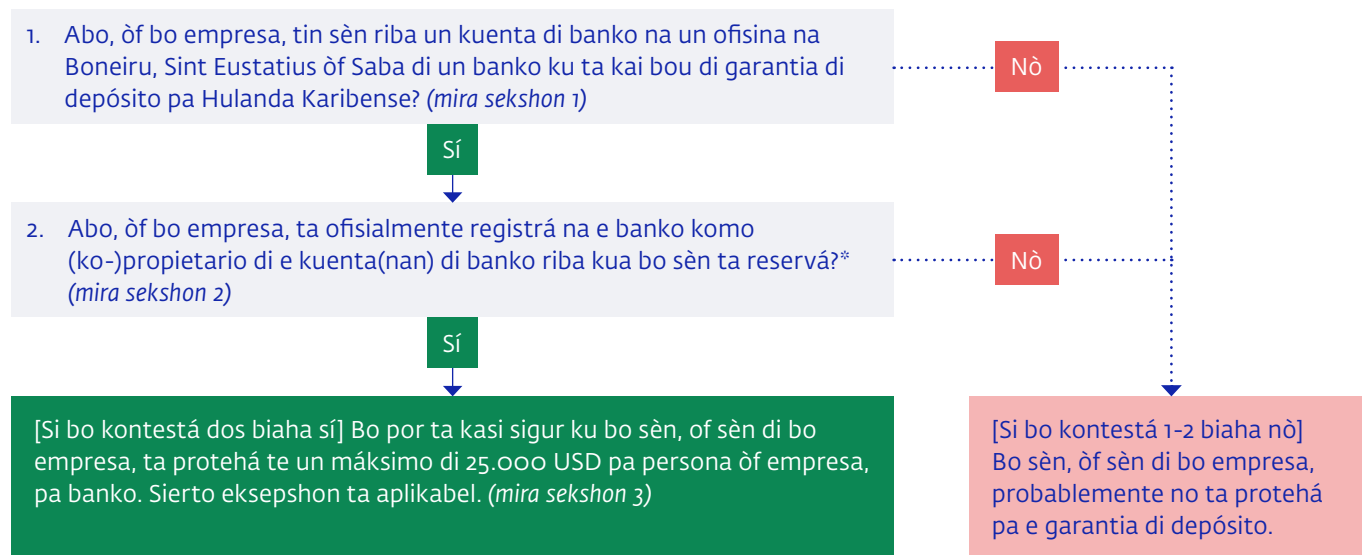 1. Abo, òf bo empresa, tin sèn riba un kuenta di banko na un ofisina na
Boneiru, Sint Eustatius òf Saba di un banko ku ta kai bou di garantia di
depósito pa Hulanda Karibense? (mira sekshon 1)
Nò
Sí
2. Abo, òf bo empresa, ta ofisialmente registrá na e banko komo
(ko-)propietario di e kuenta(nan) di banko riba kua bo sèn ta reservá?*
(mira sekshon 2)
Nò
Sí
[Si bo kontestá dos biaha sí] Bo por ta kasi sigur ku bo sèn, of sèn di bo
empresa, ta protehá te un máksimo di 25.000 USD pa persona òf empresa,
pa banko. Sierto eksepshon ta aplikabel. (mira sekshon 3)
[Si bo kontestá 1-2 biaha nò]
Bo sèn, òf sèn di bo empresa,
probablemente no ta protehá
pa e garantia di depósito.